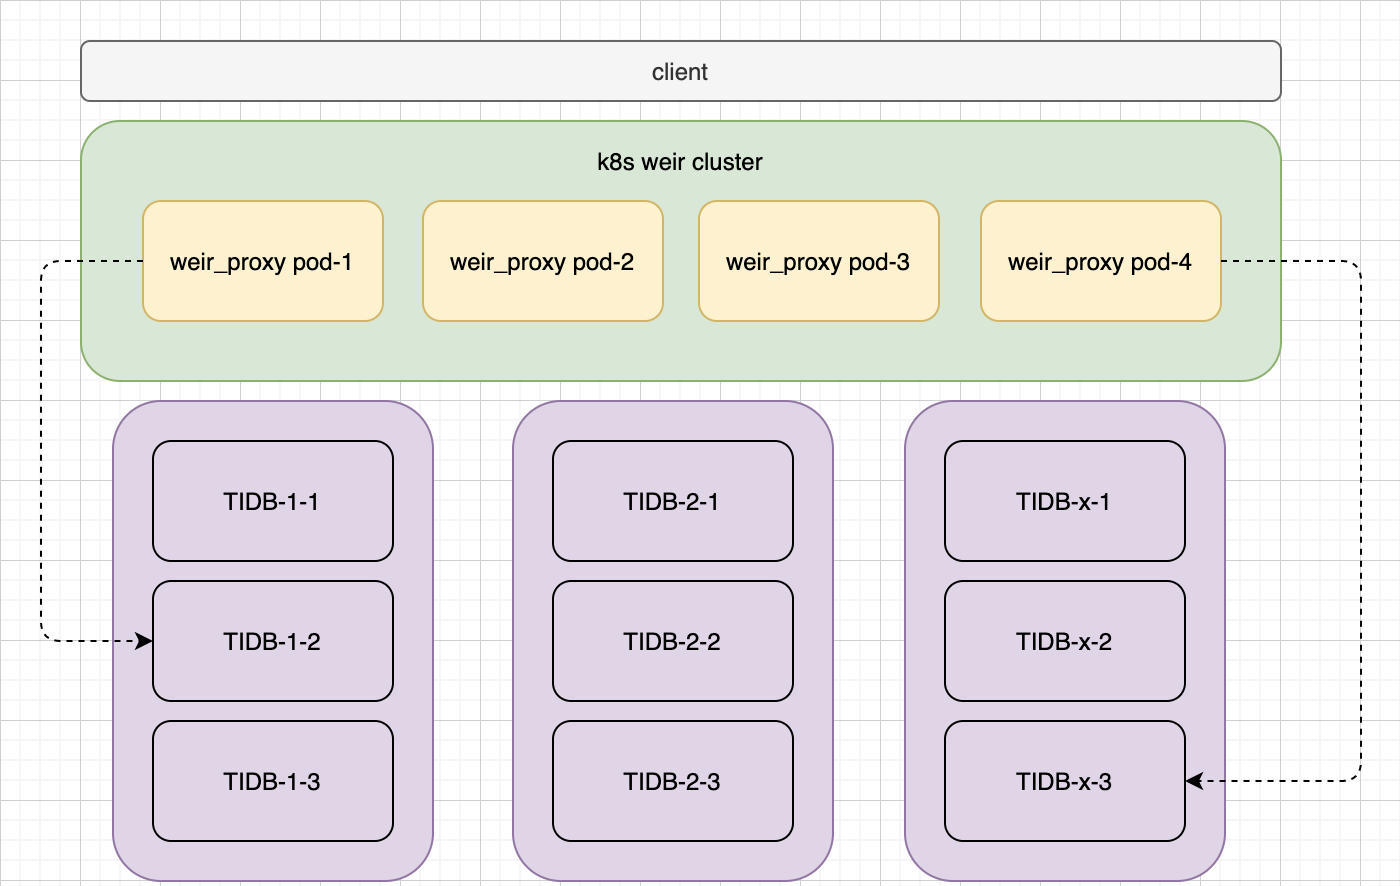 client
k8s weir cluster
weir_proxy pod-1
weir_proxy pod-2
weir_proxy pod-3
weir_proxy pod-4
TIDB-1-1
TIDB-2-1
TIDB-x-1
TIDB-1-2
TIDB-2-2
TIDB-x-2
TIDB-1-3
TIDB-2-3
TIDB-x-3